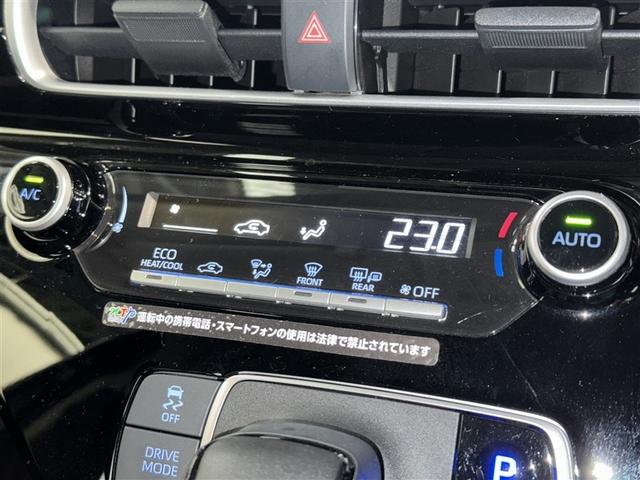 A/C
23.0
AUTO
ECO
HEAT/COOL
FRONT
REAR
OFF
運転中の携帯電話・スマートフォンの使用は法律で禁止されています
OFF
DRIVE
MODE
P